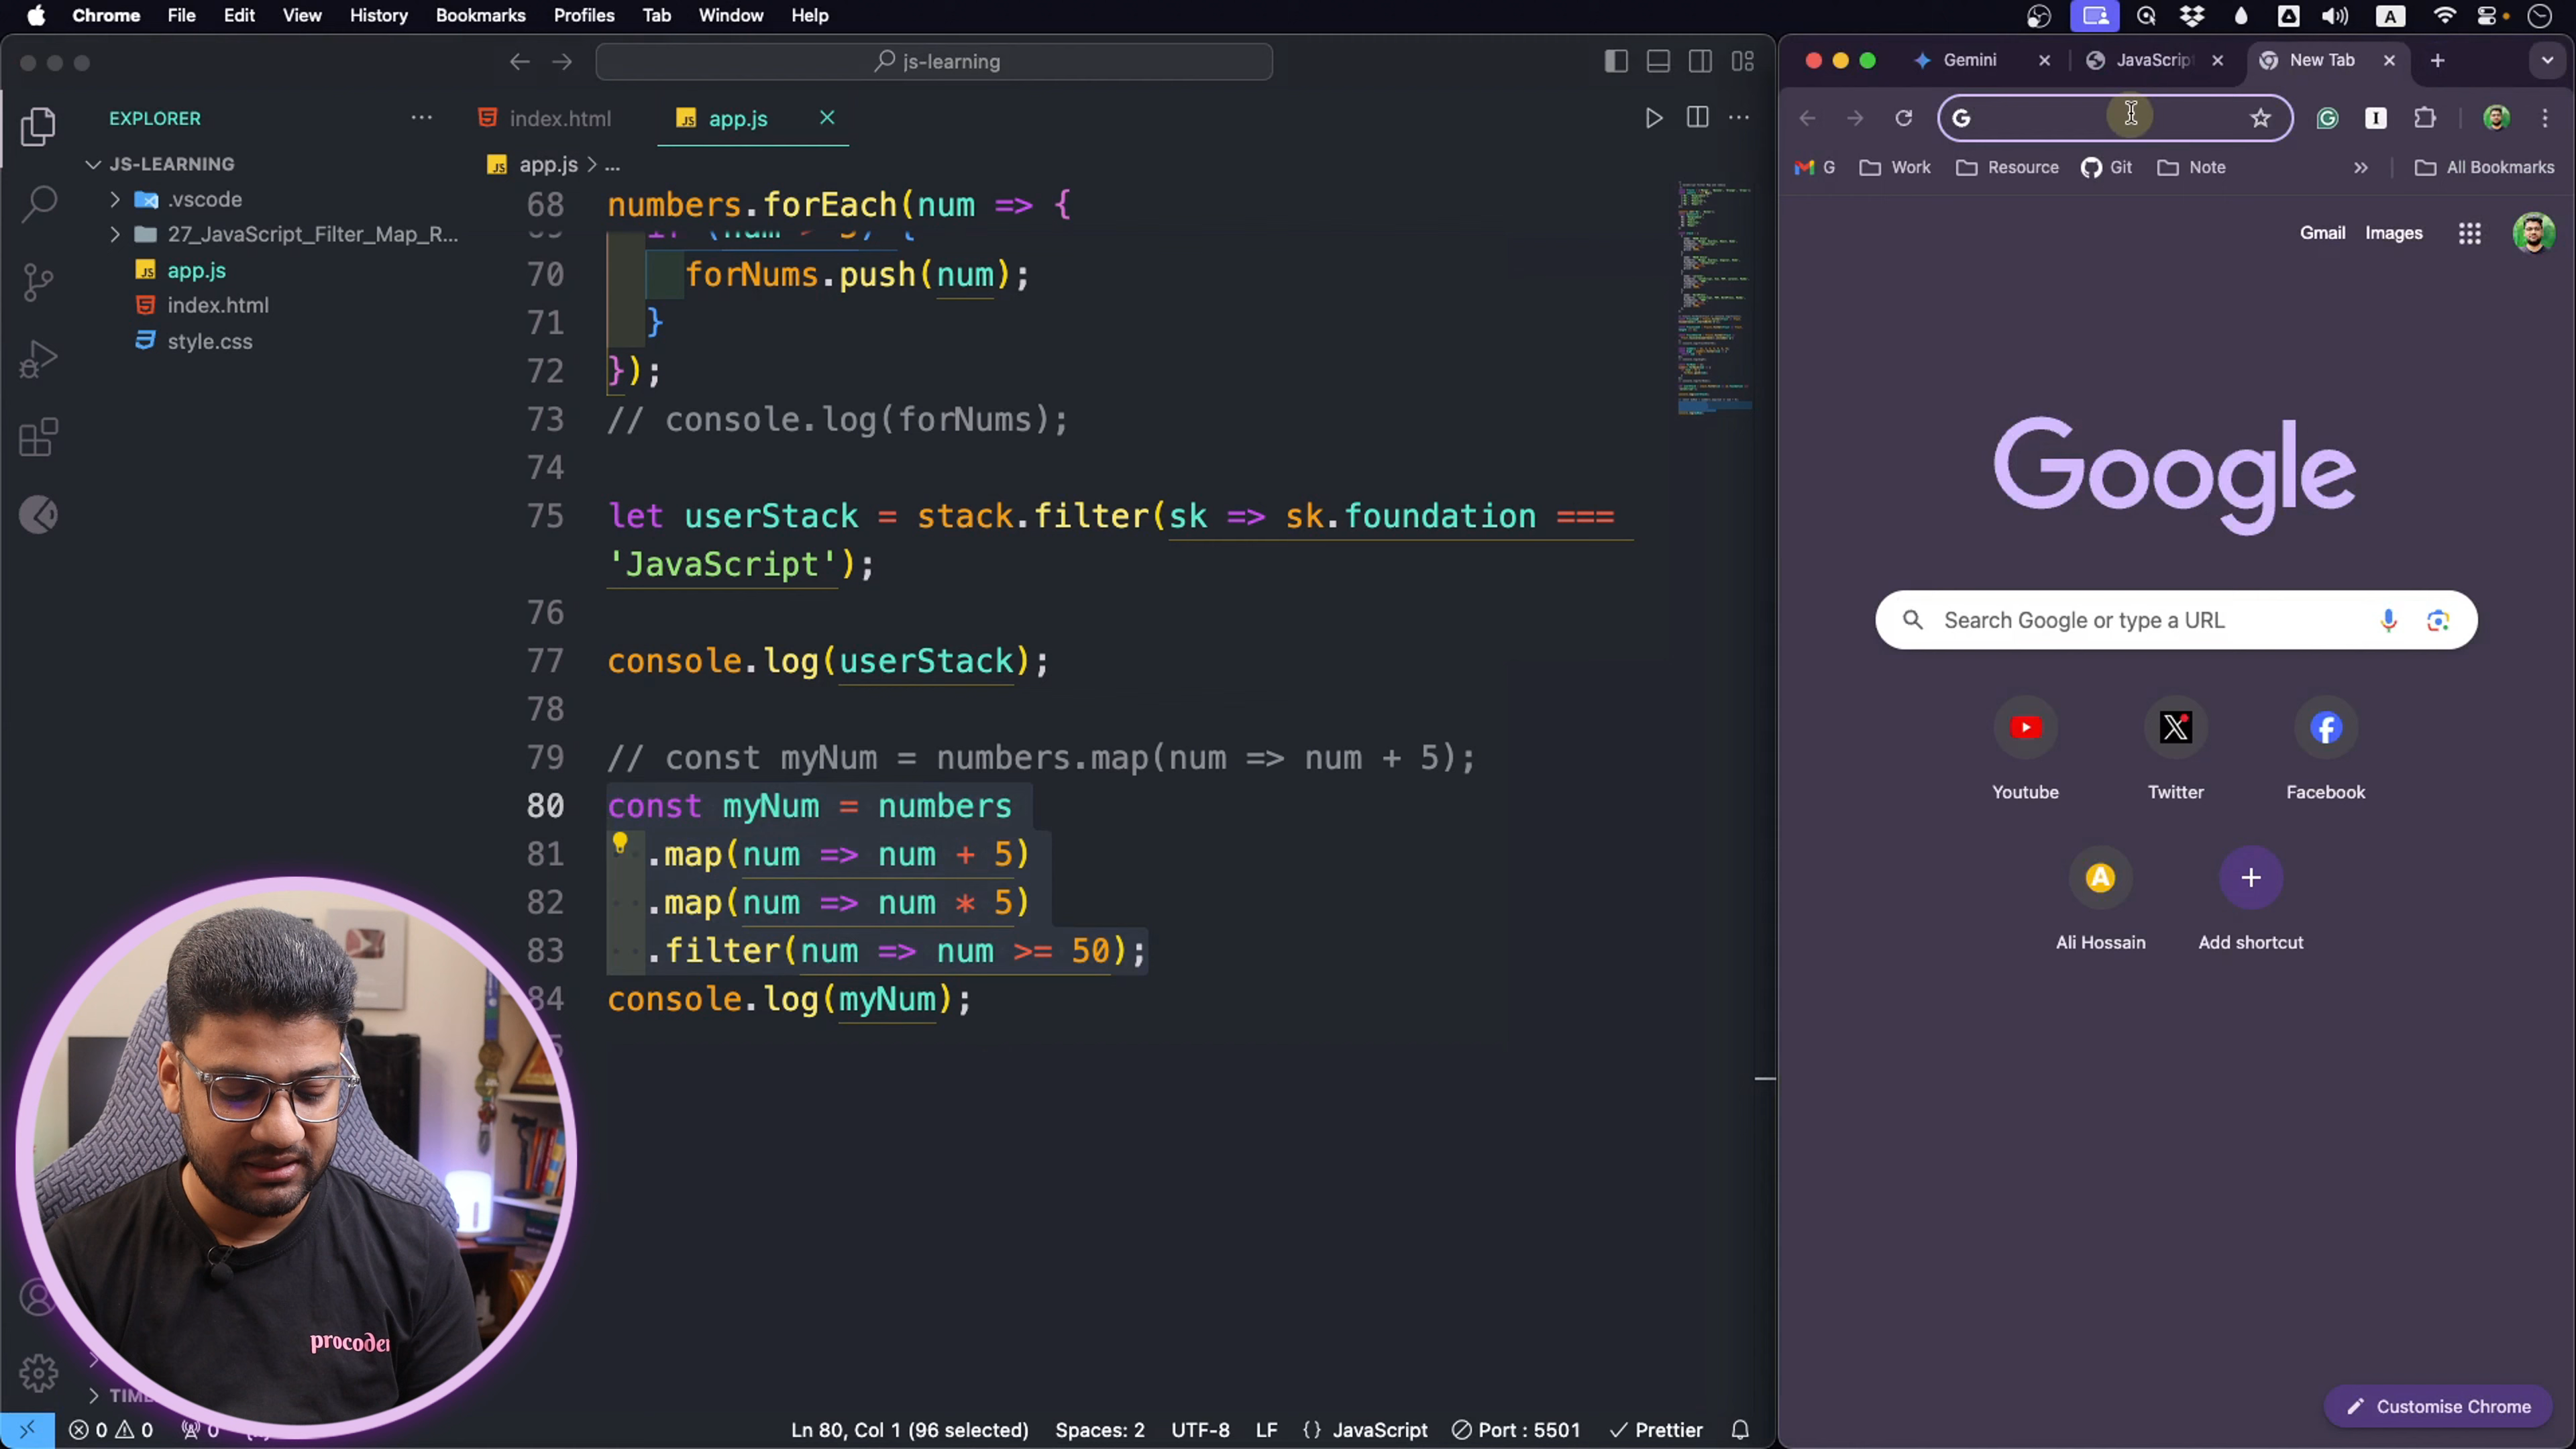 Chrome File Edit View History Bookmarks Profiles Tab Window Help
A
js-learning
EXPLORER
JS-LEARNING
.vscode
27_JavaScript_Filter_Map_R...
JS app.js
index.html
style.css
index.html
JS app.js
JS app.js > ...
68 numbers.forEach(num => {
70 forNums.push(num);
71 }
72 });
73 // console.log(forNums);
74
75 let userStack = stack.filter(sk => sk.foundation ===
'JavaScript');
76
77 console.log(userStack);
78
79 // const myNum = numbers.map(num => num + 5);
80 const myNum = numbers
81 .map(num => num + 5)
82 .map(num => num * 5)
83 .filter(num => num >= 50);
84 console.log(myNum);
procoder
0 0 0
Ln 80, Col 1 (96 selected) Spaces: 2 UTF-8 LF {} JavaScript Port : 5501 Prettier
Gemini
JavaScrip
New Tab
G
G Work Resource Git Note » All Bookmarks
Gmail Images
Google
Search Google or type a URL
Youtube
Twitter
Facebook
A
Ali Hossain
Add shortcut
Customise Chrome